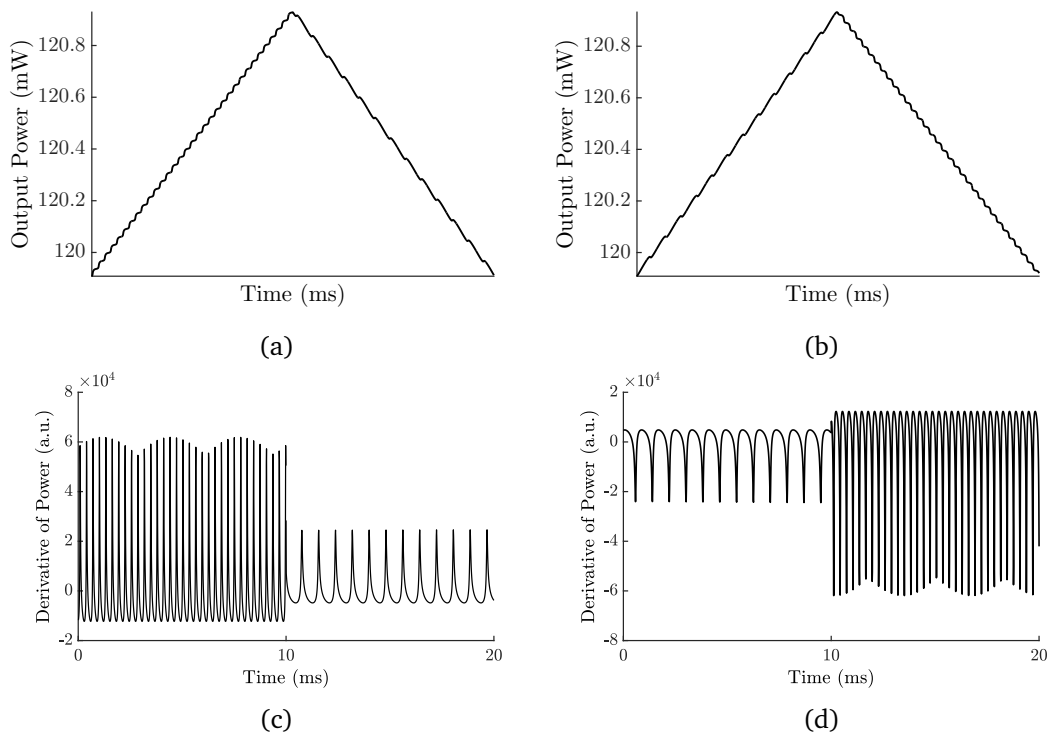 120.8
120.6
120.4
120.2
120
Output Power (mW)
Time (ms)
(a)
120.8
120.6
120.4
120.2
120
Output Power (mW)
Time (ms)
(b)
×10⁴
8
6
4
2
0
-2
Derivative of Power (a.u.)
0 10 20
Time (ms)
(c)
×10⁴
2
0
-2
-4
-6
-8
Derivative of Power (a.u.)
0 10 20
Time (ms)
(d)